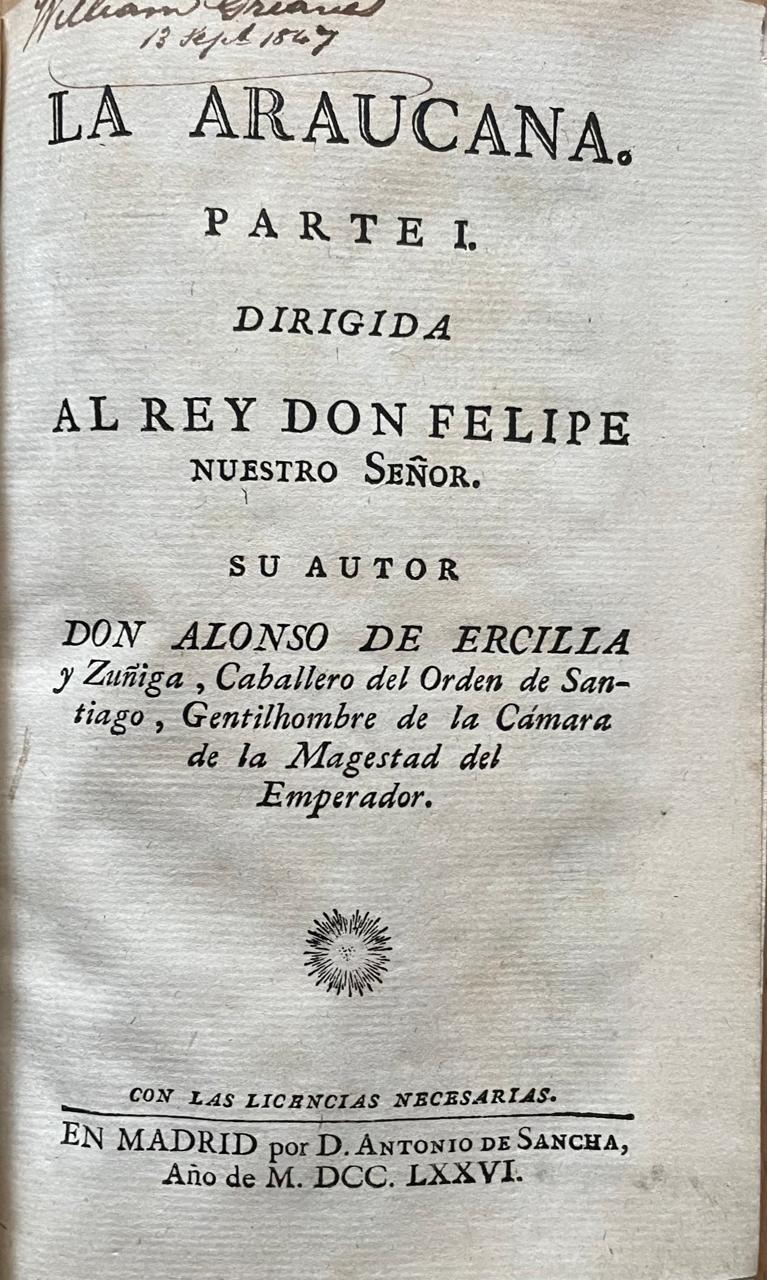 William Greaves
13 Sept 1847
LA ARAUCANA.
PARTE I.
DIRIGIDA
AL REY DON FELIPE
NUESTRO SEÑOR.
SU AUTOR
DON ALONSO DE ERCILLA
y Zuñiga , Caballero del Orden de San-
tiago , Gentilhombre de la Cámara
de la Magestad del
Emperador.
CON LAS LICENCIAS NECESARIAS.
EN MADRID por D. ANTONIO DE SANCHA,
Año de M. DCC. LXXVI.